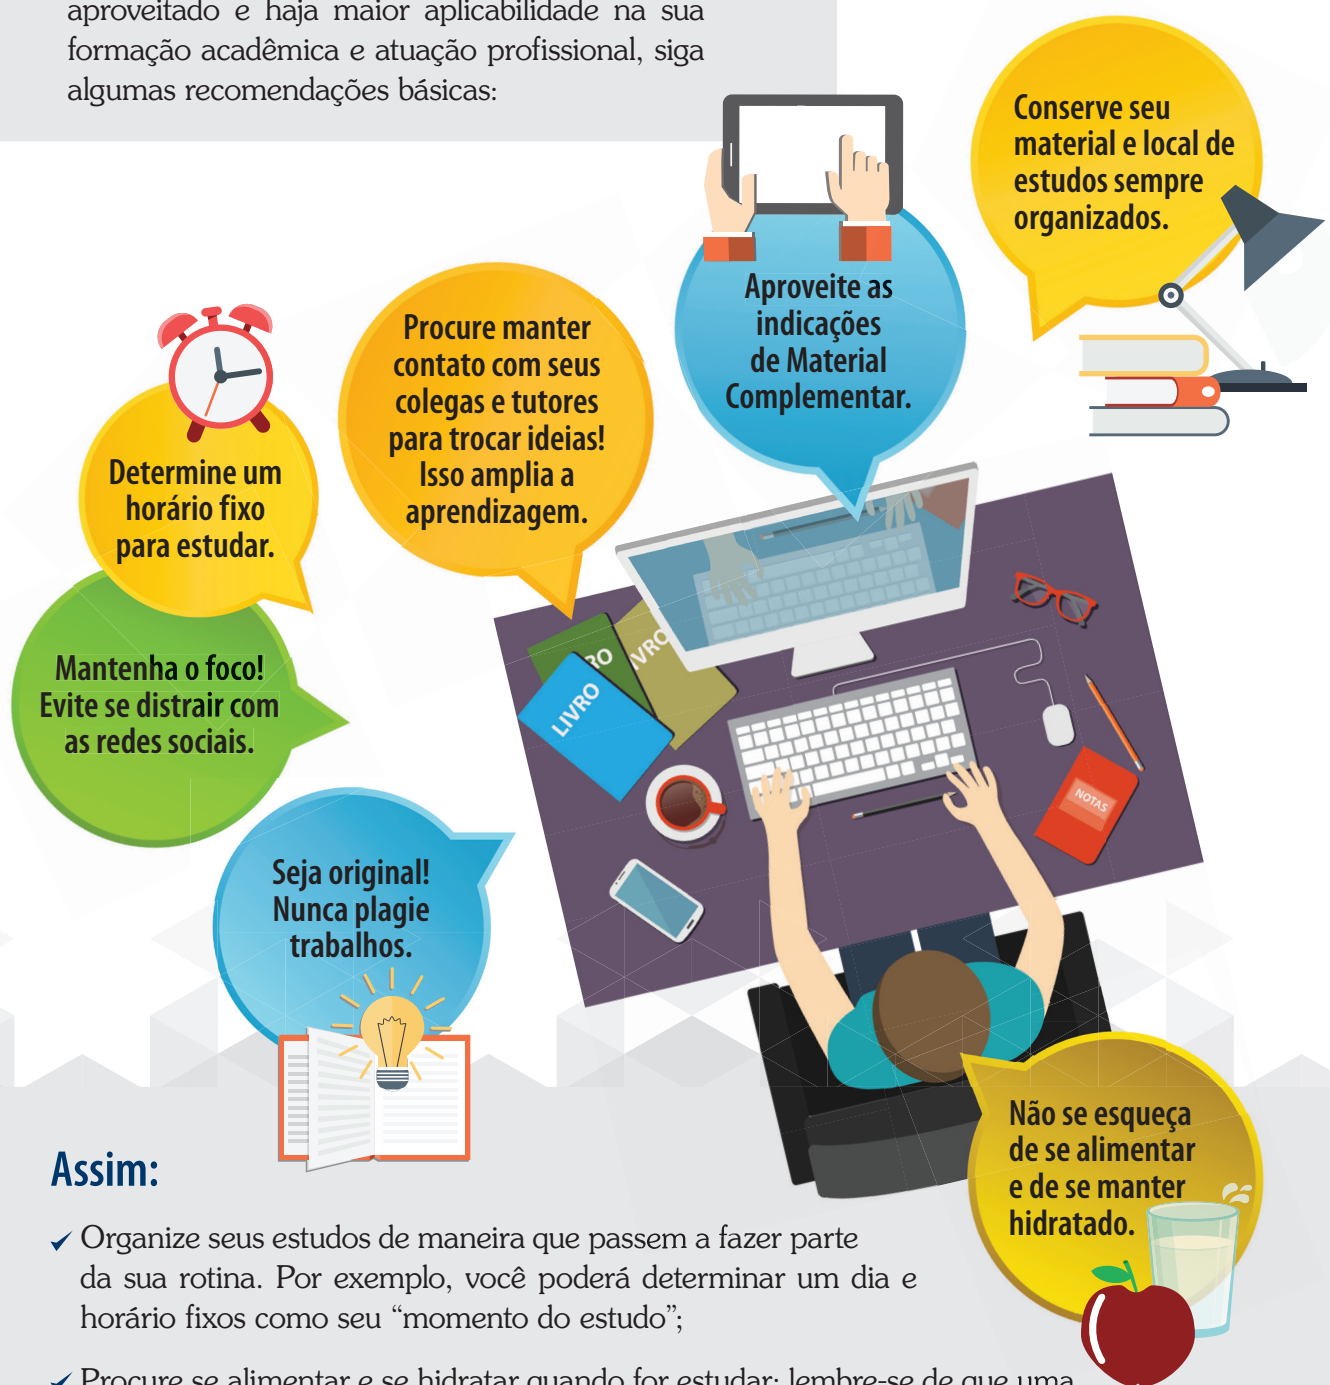 aproveitado e haja maior aplicabilidade na sua
formação acadêmica e atuação profissional, siga
algumas recomendações básicas:
Conserve seu
material e local de
estudos sempre
organizados.
Aproveite as
indicações
de Material
Complementar.
Procure manter
contato com seus
colegas e tutores
para trocar ideias!
Isso amplia a
aprendizagem.
Determine um
horário fixo
para estudar.
Mantenha o foco!
Evite se distrair com
as redes sociais.
Seja original!
Nunca plagie
trabalhos.
LIVRO
RO
IVRO
NOTAS
Não se esqueça
de se alimentar
e de se manter
hidratado.
Assim:
Organize seus estudos de maneira que passem a fazer parte
da sua rotina. Por exemplo, você poderá determinar um dia e
horário fixos como seu “momento do estudo”;
Procure se alimentar e se hidratar quando for estudar; lembre-se de que uma